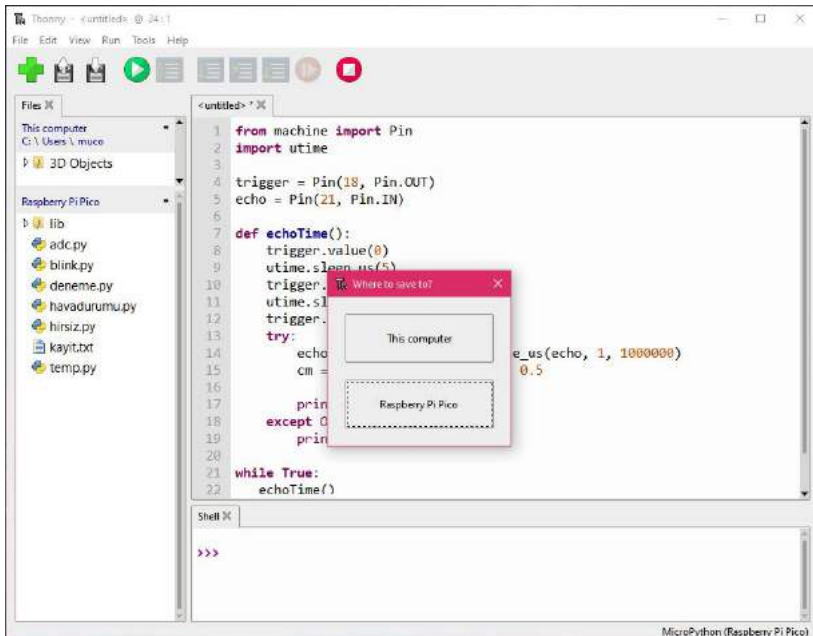 Thonny - <untitled> @ 24:1
File Edit View Run Tools Help
Files
This computer
C: \ Users \ muco
3D Objects
Raspberry Pi Pico
lib
adc.py
blink.py
deneme.py
havadurumu.py
hirsiz.py
kayit.txt
temp.py
<untitled> *
1 from machine import Pin
2 import utime
3
4 trigger = Pin(18, Pin.OUT)
5 echo = Pin(21, Pin.IN)
6
7 def echoTime():
8 trigger.value(0)
9 utime.sleep_us(5)
10 trigger.
11 utime.sl
12 trigger.
13 try:
14 echo e_us(echo, 1, 1000000)
15 cm = 0.5
16
17 prin
18 except O
19 prin
20
21 while True:
22 echoTime()
Where to save to?
This computer
Raspberry Pi Pico
Shell
>>>
MicroPython (Raspberry Pi Pico)